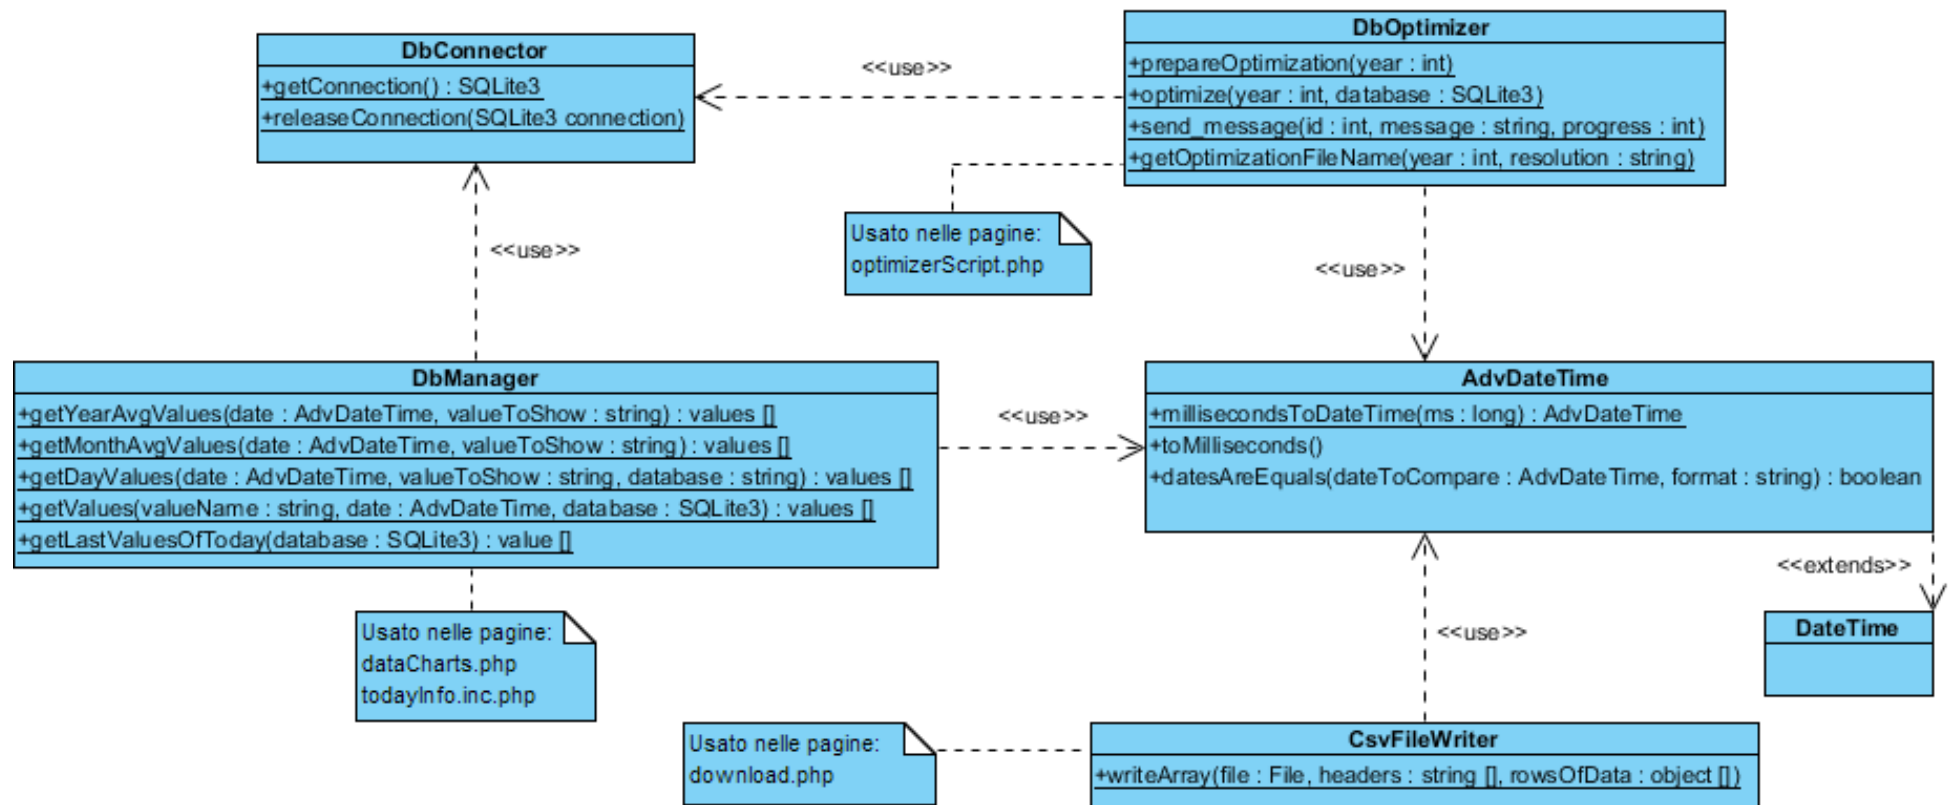 DbConnector
+getConnection() : SQLite3
+releaseConnection(SQLite3 connection)
<<use>>
DbOptimizer
+prepareOptimization(year : int)
+optimize(year : int, database : SQLite3)
+send_message(id : int, message : string, progress : int)
+getOptimizationFileName(year : int, resolution : string)
Usato nelle pagine:
optimizerScript.php
<<use>>
<<use>>
DbManager
+getYearAvgValues(date : AdvDateTime, valueToShow : string) : values []
+getMonthAvgValues(date : AdvDateTime, valueToShow : string) : values []
+getDayValues(date : AdvDateTime, valueToShow : string, database : string) : values []
+getValues(valueName : string, date : AdvDateTime, database : SQLite3) : values []
+getLastValuesOfToday(database : SQLite3) : value []
<<use>>
AdvDateTime
+millisecondsToDateTime(ms : long) : AdvDateTime
+toMilliseconds()
+datesAreEquals(dateToCompare : AdvDateTime, format : string) : boolean
<<extends>>
Usato nelle pagine:
dataCharts.php
todayInfo.inc.php
<<use>>
DateTime
Usato nelle pagine:
download.php
CsvFileWriter
+writeArray(file : File, headers : string [], rowsOfData : object [])